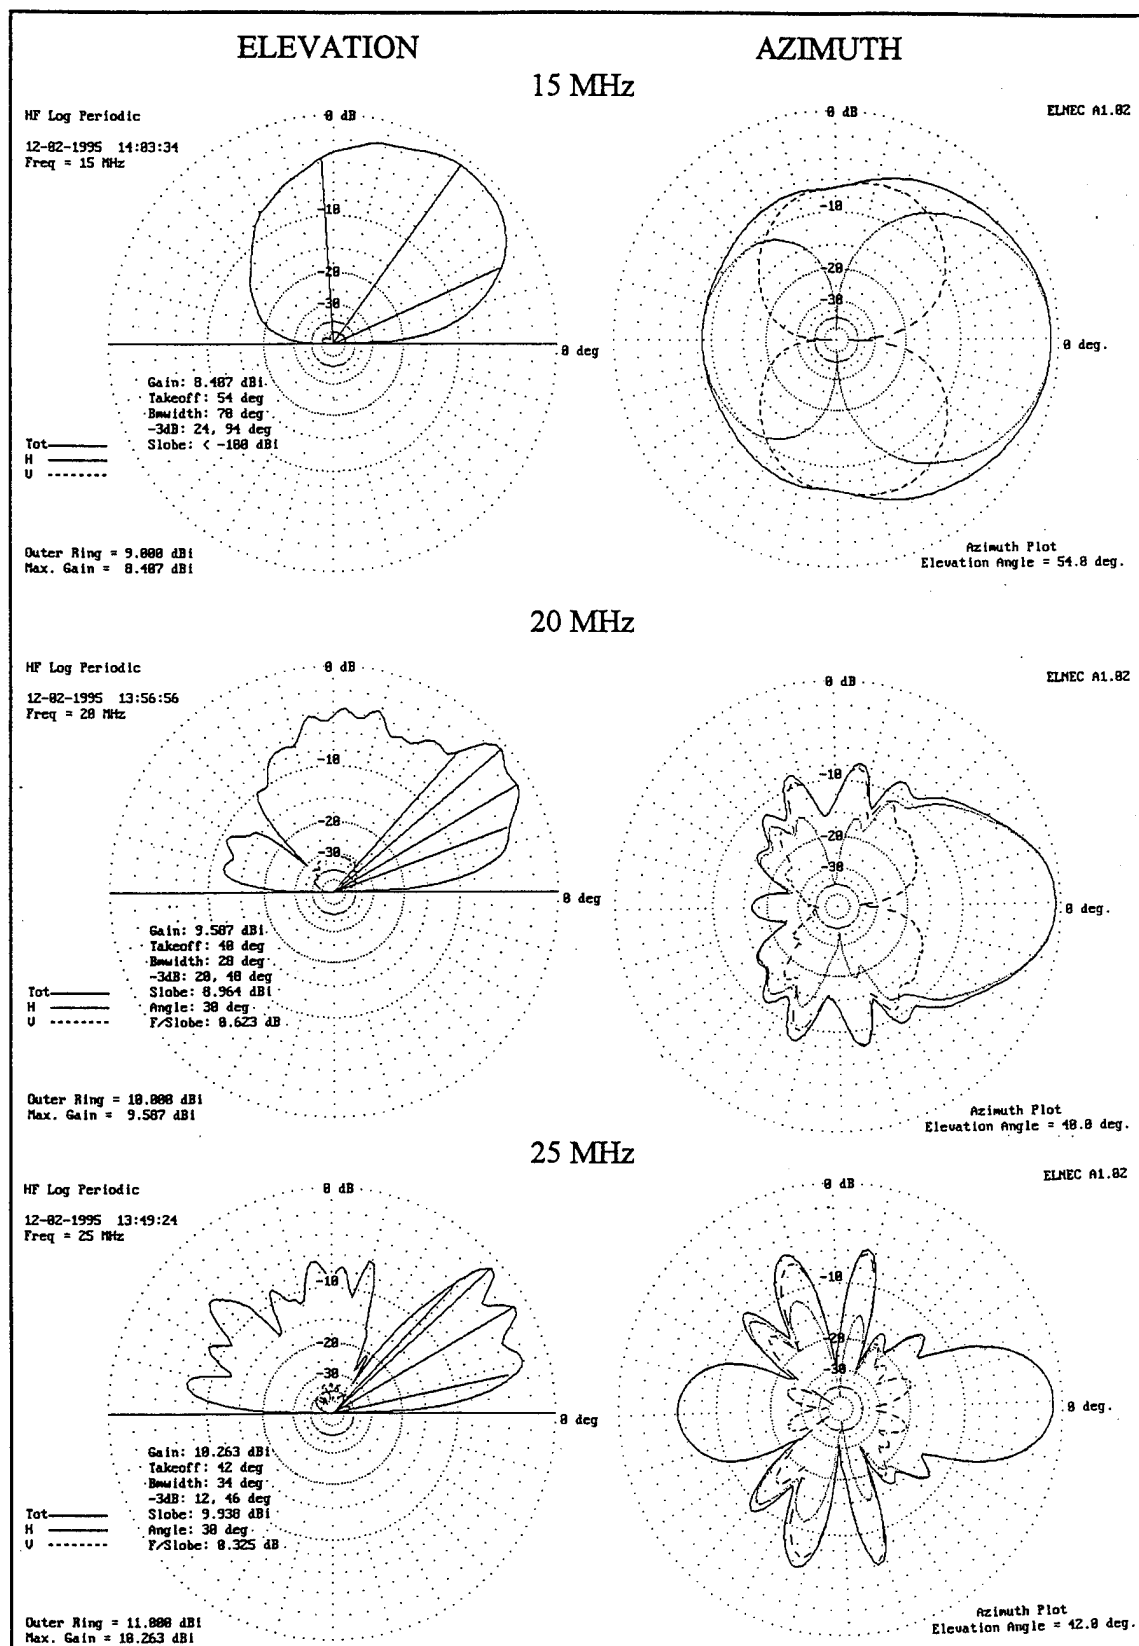 ELEVATION
AZIMUTH
15 MHz
HF Log Periodic
12-02-1995 14:03:34
Freq = 15 MHz
0 dB
-10
-20
-30
0 deg
Gain: 8.407 dBi
Takeoff: 54 deg
Bmwidth: 70 deg
-3dB: 24, 94 deg
Slobe: < -100 dBi
Tot
H
V
Outer Ring = 9.000 dBi
Max. Gain = 8.407 dBi
0 dB
ELNEC A1.02
-10
-20
-30
0 deg.
Azimuth Plot
Elevation Angle = 54.0 deg.
20 MHz
HF Log Periodic
12-02-1995 13:56:56
Freq = 20 MHz
0 dB
-10
-20
-30
0 deg
Gain: 9.587 dBi
Takeoff: 40 deg
Bmwidth: 28 deg
-3dB: 20, 48 deg
Slobe: 8.964 dBi
Angle: 30 deg
F/Slobe: 0.623 dB
Tot
H
V
Outer Ring = 10.000 dBi
Max. Gain = 9.587 dBi
0 dB
ELNEC A1.02
-10
-20
-30
0 deg.
Azimuth Plot
Elevation Angle = 40.0 deg.
25 MHz
HF Log Periodic
12-02-1995 13:49:24
Freq = 25 MHz
0 dB
-10
-20
-30
0 deg
Gain: 10.263 dBi
Takeoff: 42 deg
Bmwidth: 34 deg
-3dB: 12, 46 deg
Slobe: 9.938 dBi
Angle: 30 deg
F/Slobe: 0.325 dB
Tot
H
V
Outer Ring = 11.000 dBi
Max. Gain = 10.263 dBi
0 dB
ELNEC A1.02
-10
-20
-30
0 deg.
Azimuth Plot
Elevation Angle = 42.0 deg.